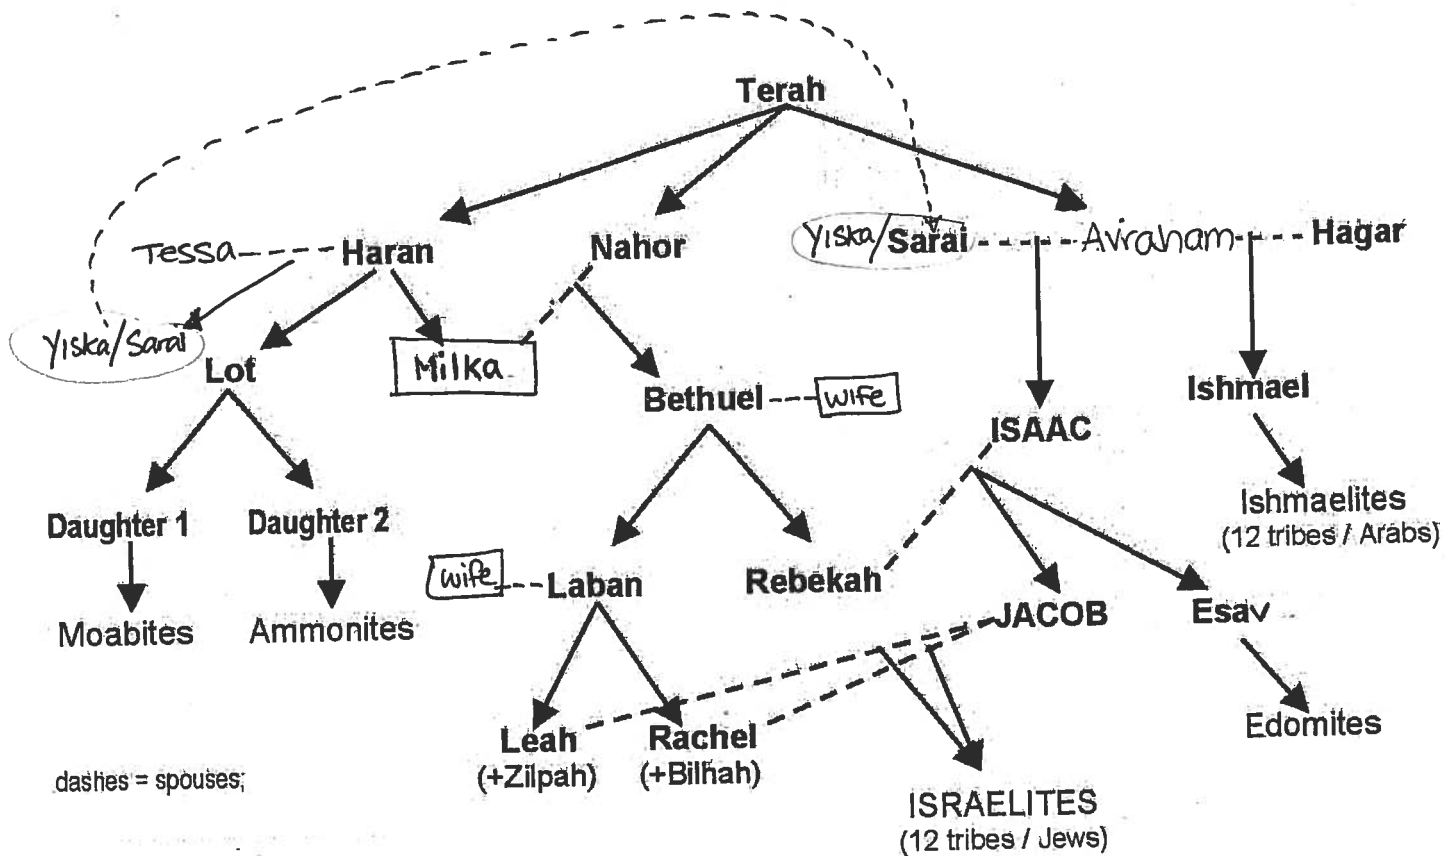 Terah
Tessa
Haran
Nahor
Yiska/Sarai
Avraham
Hagar
Yiska/Sarai
Lot
Milka
Bethuel
wife
ISAAC
Ishmael
Daughter 1
Daughter 2
wife
Laban
Rebekah
Ishmaelites
(12 tribes / Arabs)
Moabites
Ammonites
JACOB
Esav
Leah
(+Zilpah)
Rachel
(+Bilhah)
Edomites
dashes = spouses;
ISRAELITES
(12 tribes / Jews)